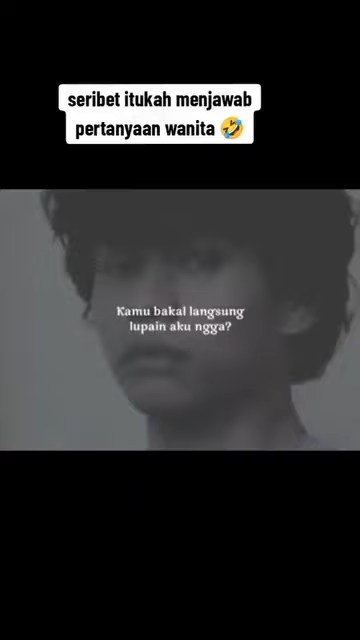 seribet itukah menjawab
pertanyaan wanita 🤣
Kamu bakal langsung
lupain aku ngga?